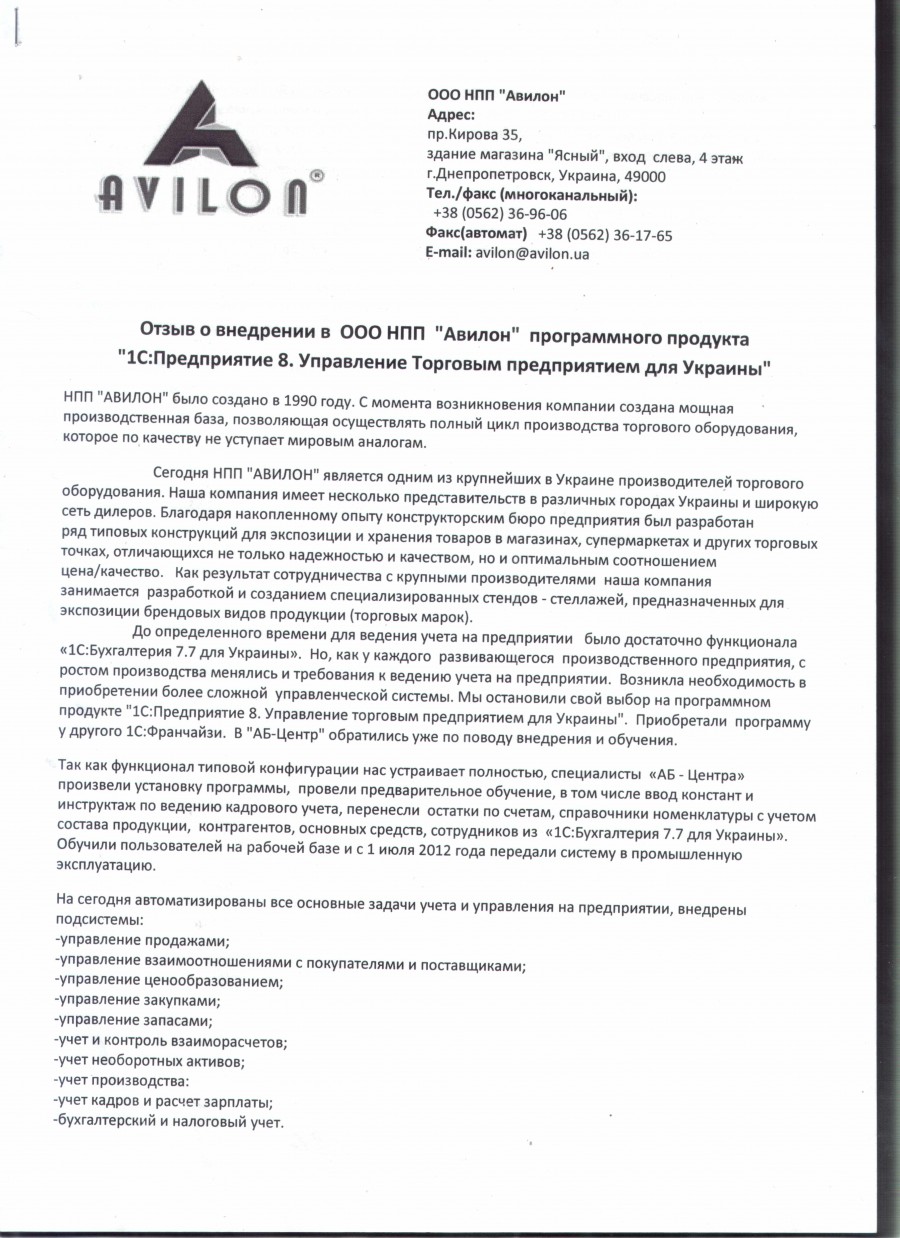 AVILON®
ООО НПП "Авилон"
Адрес:
пр.Кирова 35,
здание магазина "Ясный", вход слева, 4 этаж
г.Днепропетровск, Украина, 49000
Тел./факс (многоканальный):
+38 (0562) 36-96-06
Факс(автомат) +38 (0562) 36-17-65
E-mail: avilon@avilon.ua
Отзыв о внедрении в ООО НПП "Авилон" программного продукта
"1С:Предприятие 8. Управление Торговым предприятием для Украины"
НПП "АВИЛОН" было создано в 1990 году. С момента возникновения компании создана мощная
производственная база, позволяющая осуществлять полный цикл производства торгового оборудования,
которое по качеству не уступает мировым аналогам.
Сегодня НПП "АВИЛОН" является одним из крупнейших в Украине производителей торгового
оборудования. Наша компания имеет несколько представительств в различных городах Украины и широкую
сеть дилеров. Благодаря накопленному опыту конструкторским бюро предприятия был разработан
ряд типовых конструкций для экспозиции и хранения товаров в магазинах, супермаркетах и других торговых
точках, отличающихся не только надежностью и качеством, но и оптимальным соотношением
цена/качество. Как результат сотрудничества с крупными производителями наша компания
занимается разработкой и созданием специализированных стендов - стеллажей, предназначенных для
экспозиции брендовых видов продукции (торговых марок).
До определенного времени для ведения учета на предприятии было достаточно функционала
«1С:Бухгалтерия 7.7 для Украины». Но, как у каждого развивающегося производственного предприятия, с
ростом производства менялись и требования к ведению учета на предприятии. Возникла необходимость в
приобретении более сложной управленческой системы. Мы остановили свой выбор на программном
продукте "1С:Предприятие 8. Управление торговым предприятием для Украины". Приобретали программу
у другого 1С:Франчайзи. В "АБ-Центр" обратились уже по поводу внедрения и обучения.
Так как функционал типовой конфигурации нас устраивает полностью, специалисты «АБ - Центра»
произвели установку программы, провели предварительное обучение, в том числе ввод констант и
инструктаж по ведению кадрового учета, перенесли остатки по счетам, справочники номенклатуры с учетом
состава продукции, контрагентов, основных средств, сотрудников из «1С:Бухгалтерия 7.7 для Украины».
Обучили пользователей на рабочей базе и с 1 июля 2012 года передали систему в промышленную
эксплуатацию.
На сегодня автоматизированы все основные задачи учета и управления на предприятии, внедрены
подсистемы:
-управление продажами;
-управление взаимоотношениями с покупателями и поставщиками;
-управление ценообразованием;
-управление закупками;
-управление запасами;
-учет и контроль взаиморасчетов;
-учет необоротных активов;
-учет производства:
-учет кадров и расчет зарплаты;
-бухгалтерский и налоговый учет.